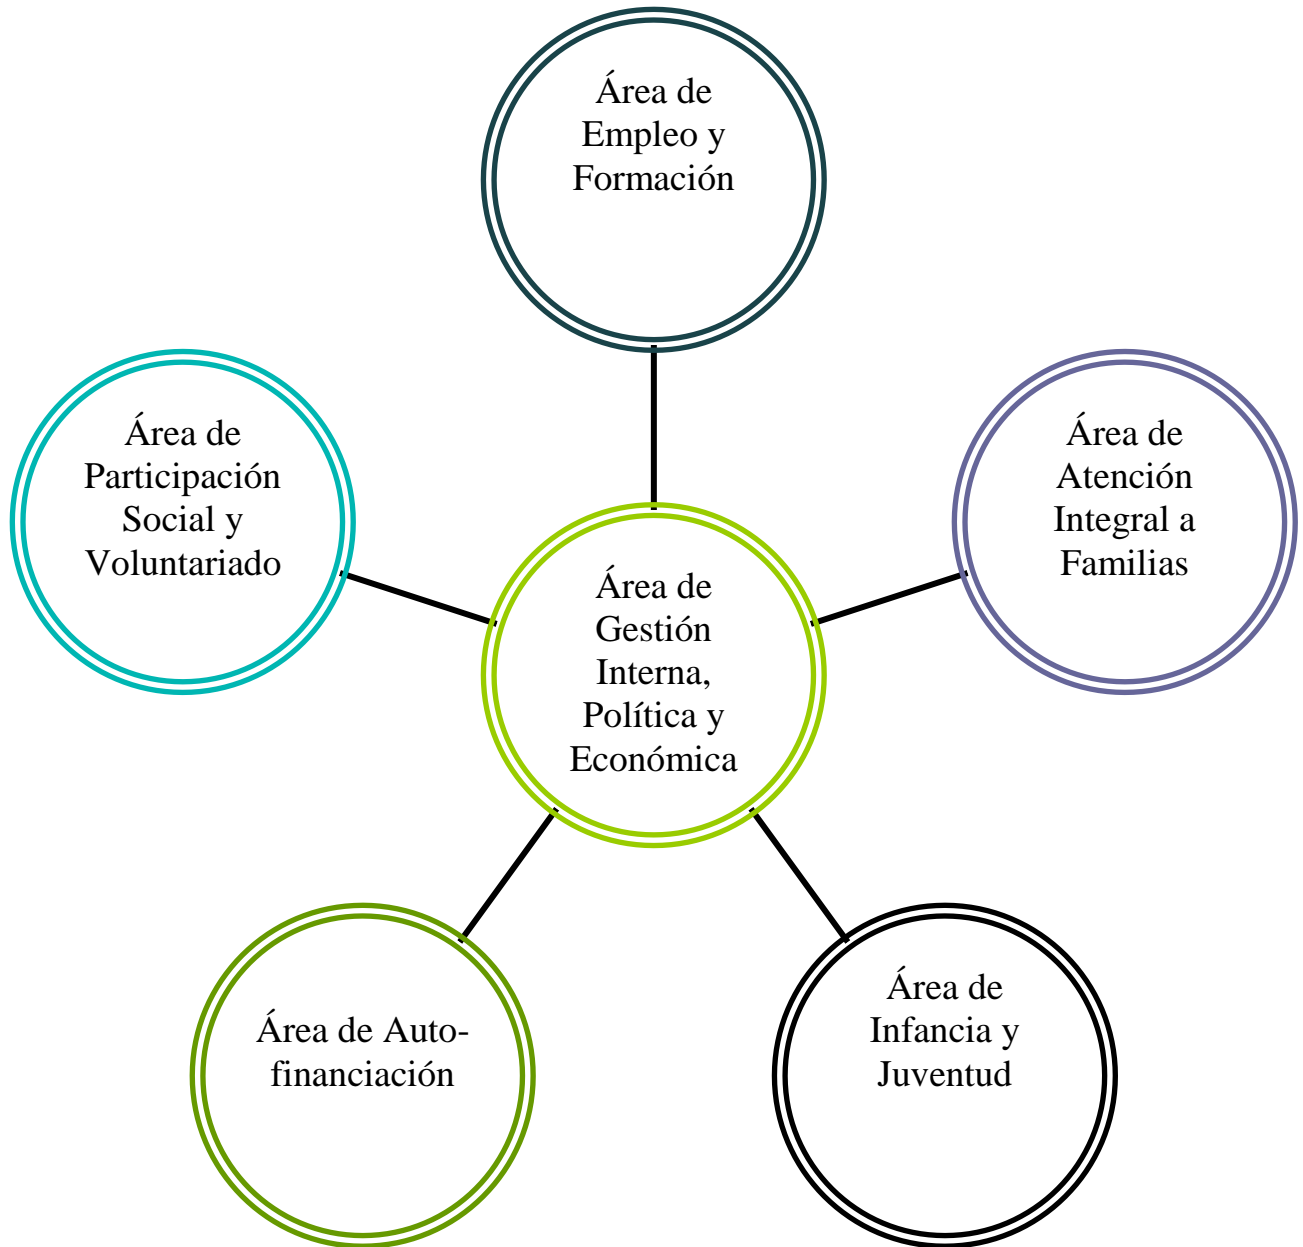 Área de
Empleo y
Formación
Área de
Participación
Social y
Voluntariado
Área de
Atención
Integral a
Familias
Área de
Gestión
Interna,
Política y
Económica
Área de Auto-
financiación
Área de
Infancia y
Juventud